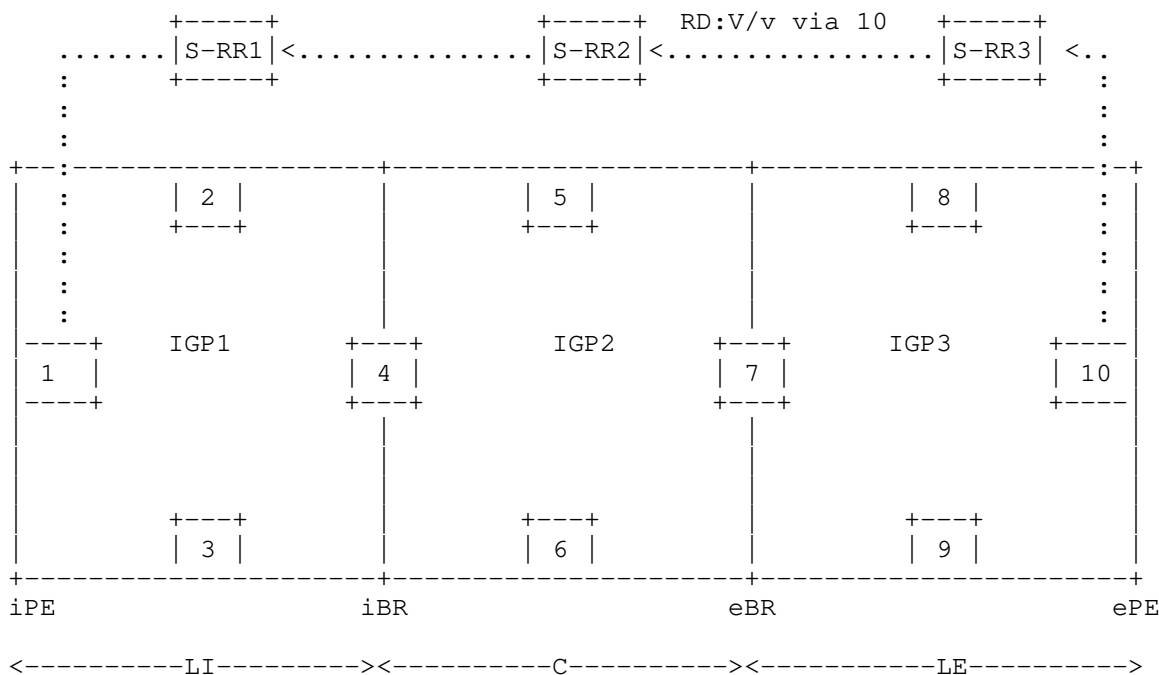 RD:V/v via 10
S-RR1 S-RR2 S-RR3
2 5 8
IGP1 IGP2 IGP3
1 4 7 10
3 6 9
iPE iBR eBR ePE
LI C LE